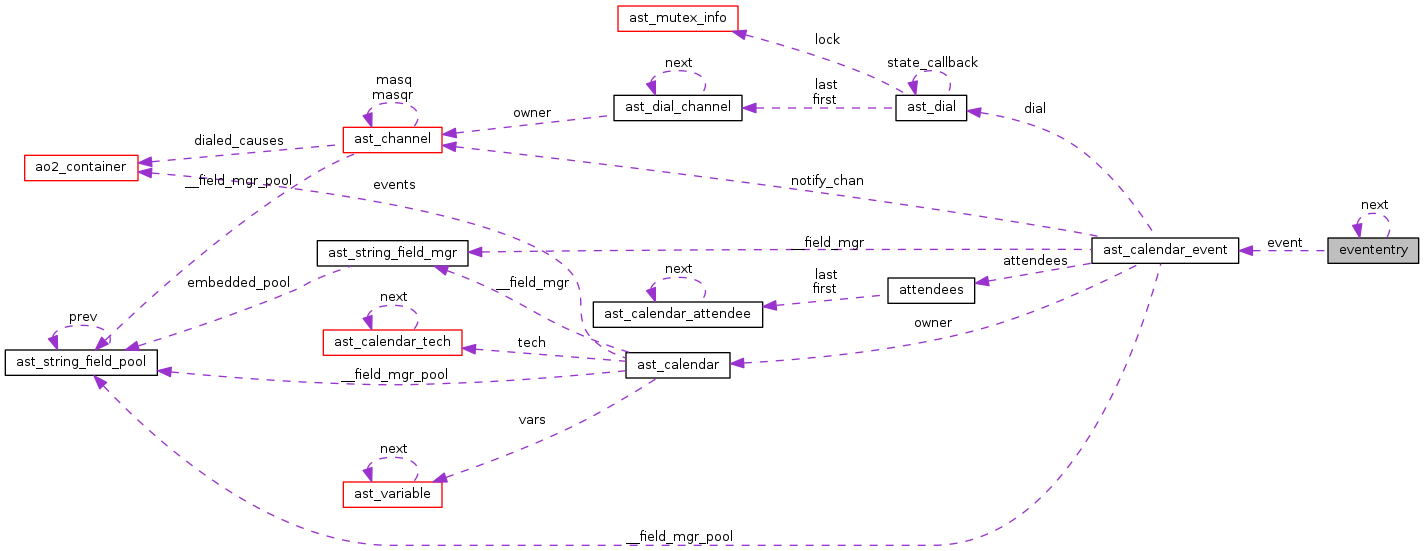 ast_mutex_info
lock
state_callback
next
masq
masqr
last
first
ast_dial_channel
ast_dial
dial
owner
ast_channel
dialed_causes
ao2_container
__field_mgr_pool
events
notify_chan
next
__field_mgr
event
ast_string_field_mgr
ast_calendar_event
evententry
attendees
next
last
first
embedded_pool
__field_mgr
attendees
next
ast_calendar_attendee
prev
owner
ast_calendar_tech
tech
ast_string_field_pool
ast_calendar
__field_mgr_pool
vars
next
ast_variable
__field_mgr_pool